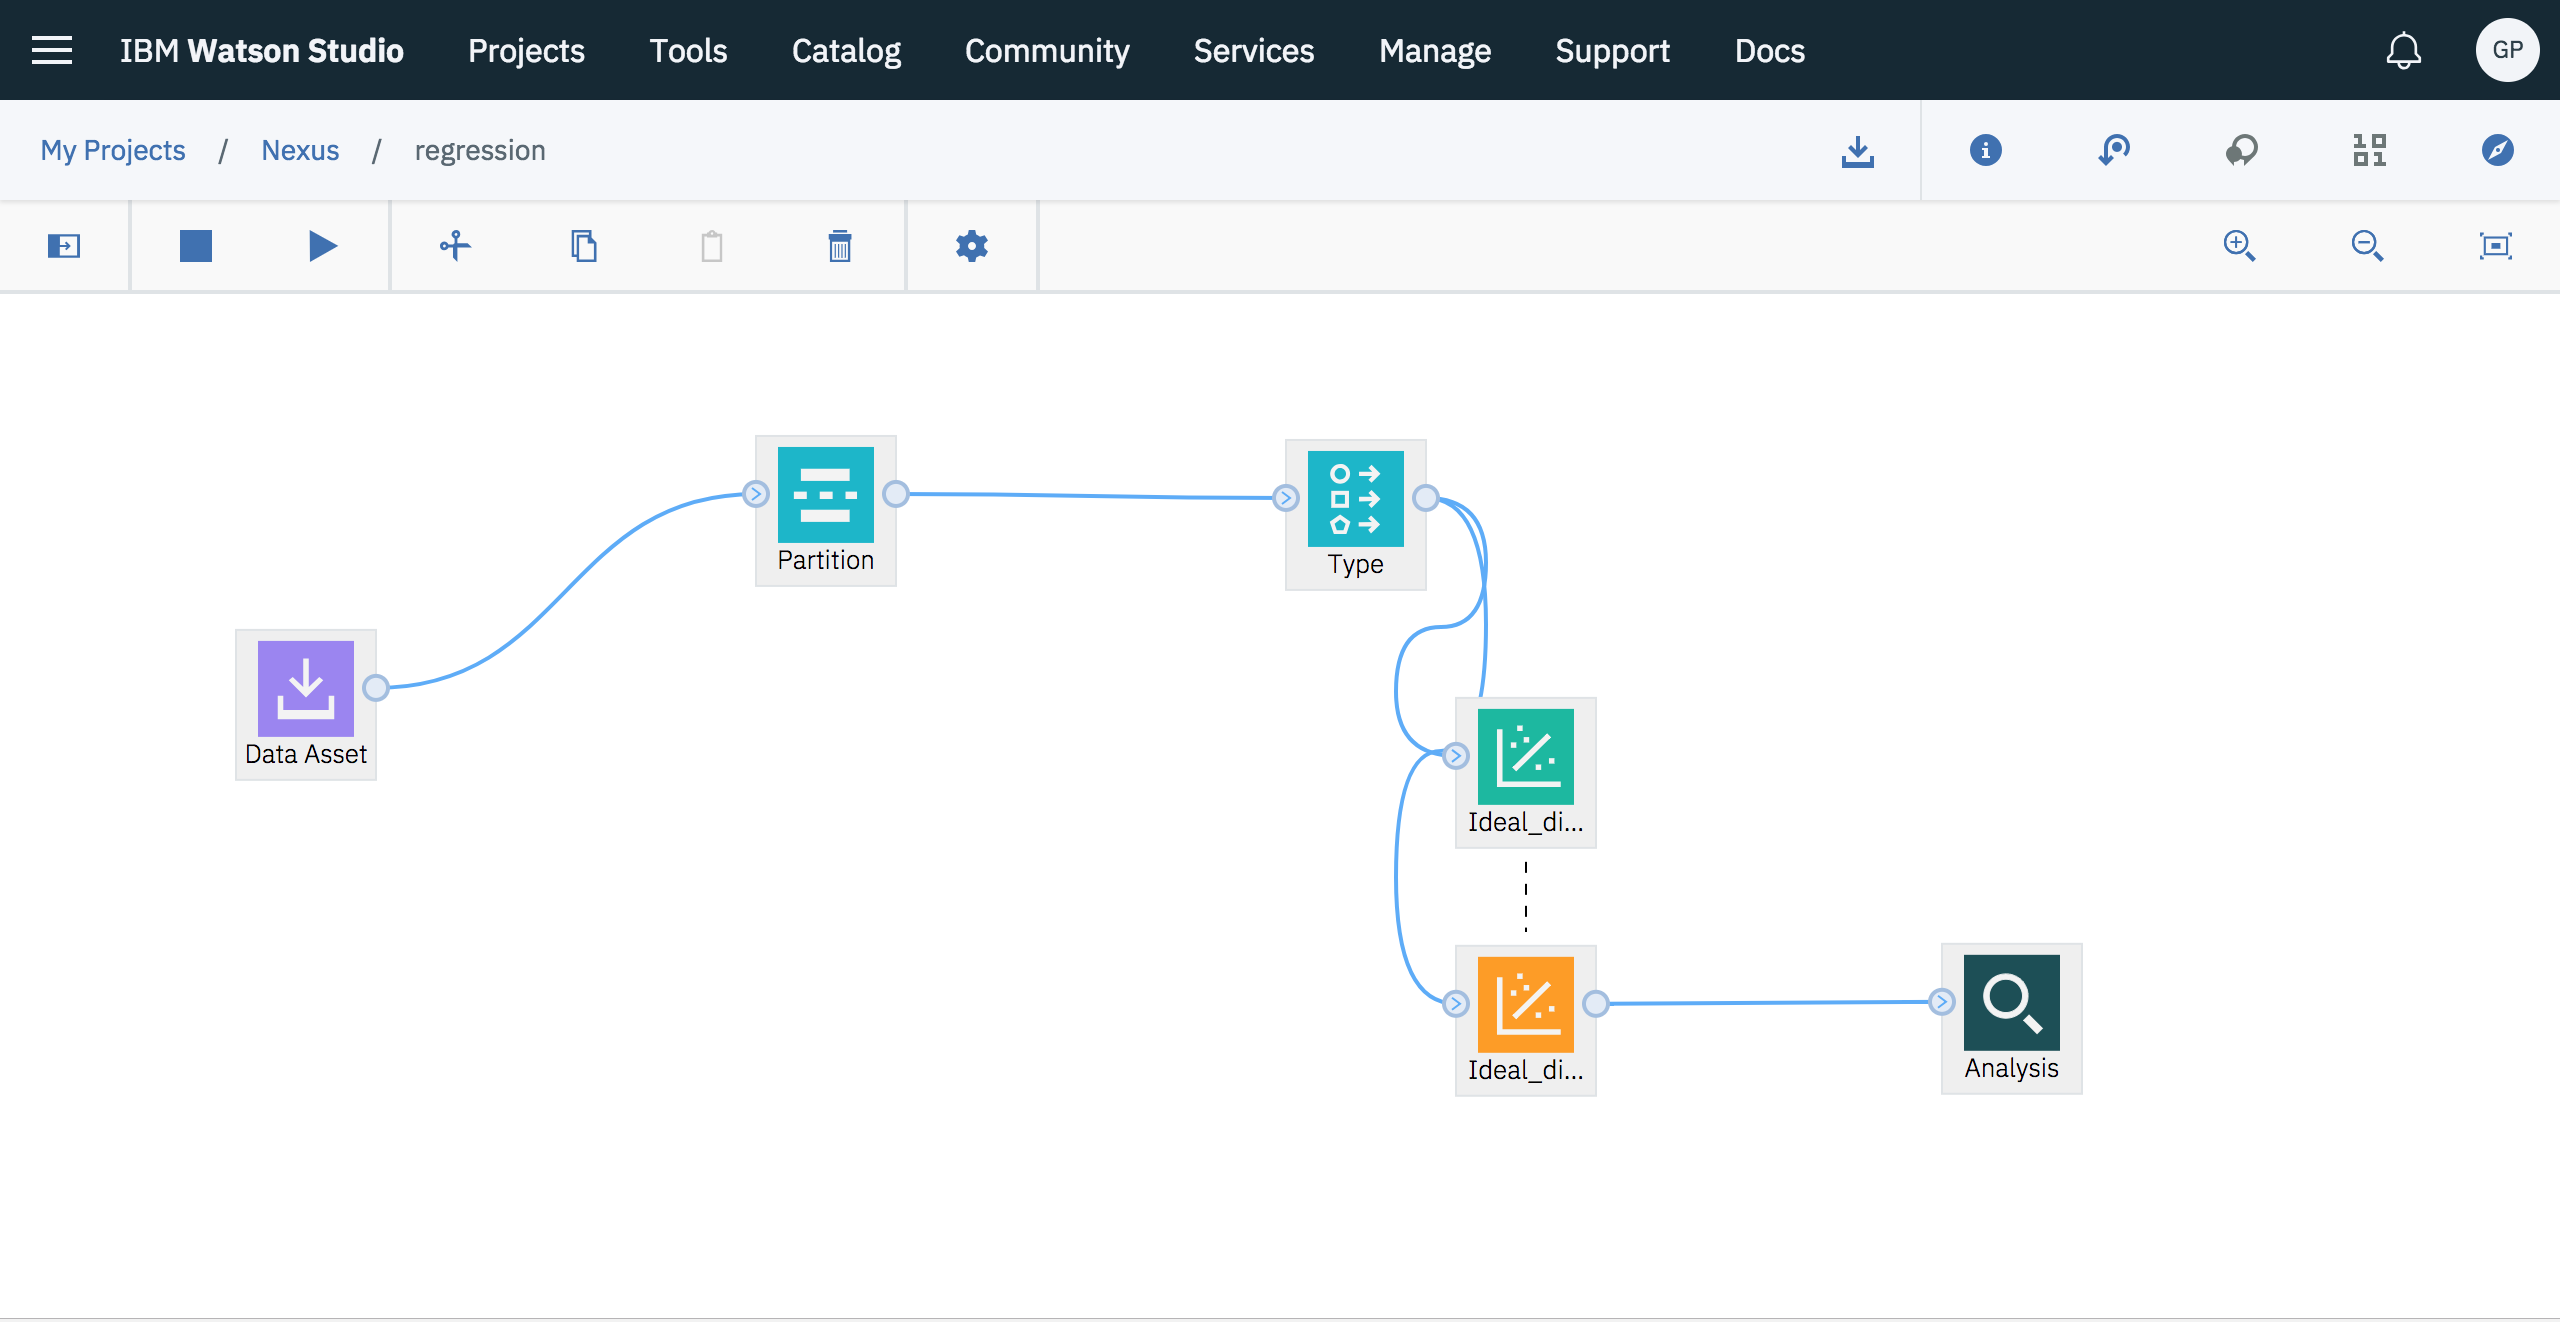 IBM Watson Studio Projects Tools Catalog Community Services Manage Support Docs GP
My Projects / Nexus / regression
Partition
Type
Data Asset
Ideal_di...
Ideal_di...
Analysis